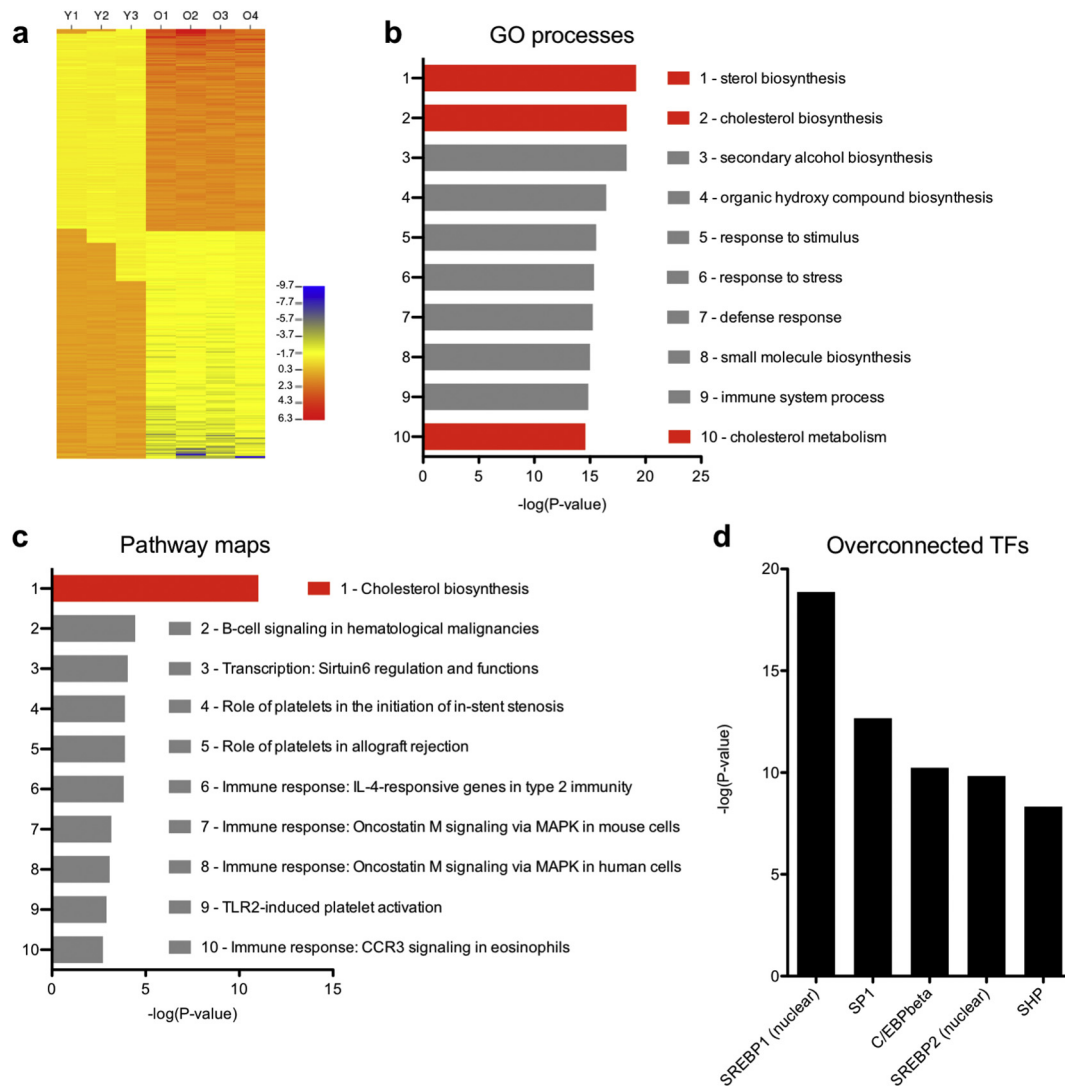 a
Y1 Y2 Y3 O1 O2 O3 O4
-9.7
-7.7
-5.7
-3.7
-1.7
0.3
2.3
4.3
6.3
b
GO processes
1
2
3
4
5
6
7
8
9
10
1 - sterol biosynthesis
2 - cholesterol biosynthesis
3 - secondary alcohol biosynthesis
4 - organic hydroxy compound biosynthesis
5 - response to stimulus
6 - response to stress
7 - defense response
8 - small molecule biosynthesis
9 - immune system process
10 - cholesterol metabolism
0 5 10 15 20 25
-log(P-value)
c
Pathway maps
1
2
3
4
5
6
7
8
9
10
1 - Cholesterol biosynthesis
2 - B-cell signaling in hematological malignancies
3 - Transcription: Sirtuin6 regulation and functions
4 - Role of platelets in the initiation of in-stent stenosis
5 - Role of platelets in allograft rejection
6 - Immune response: IL-4-responsive genes in type 2 immunity
7 - Immune response: Oncostatin M signaling via MAPK in mouse cells
8 - Immune response: Oncostatin M signaling via MAPK in human cells
9 - TLR2-induced platelet activation
10 - Immune response: CCR3 signaling in eosinophils
0 5 10 15
-log(P-value)
d
Overconnected TFs
20
15
10
5
0
-log(P-value)
SREBP1 (nuclear)
SP1
C/EBPbeta
SREBP2 (nuclear)
SHP